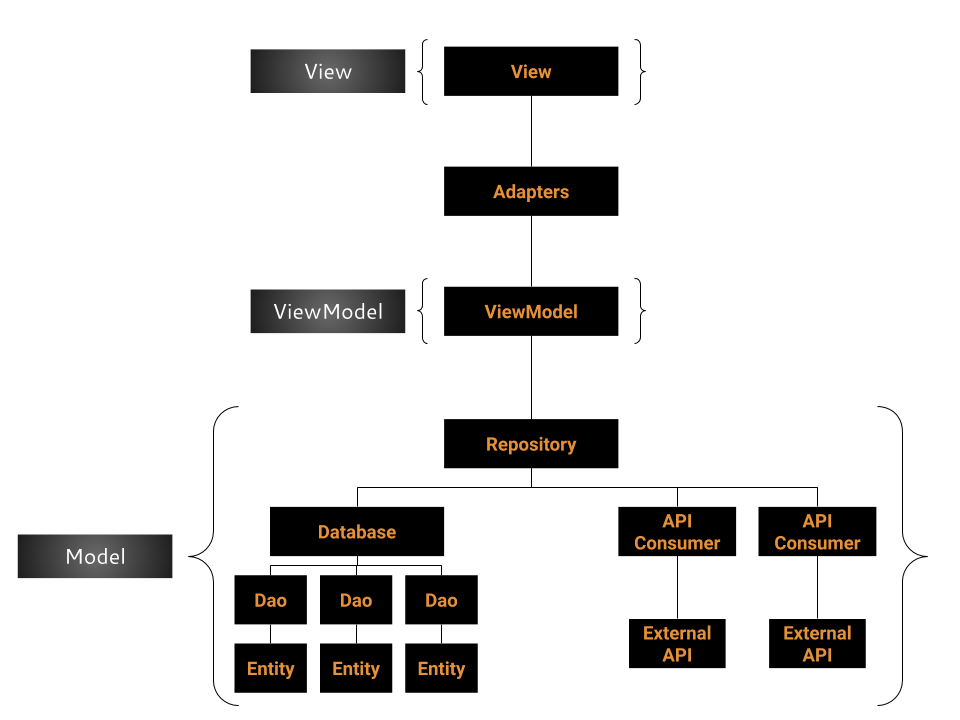 View
View
Adapters
ViewModel
ViewModel
Repository
Model
Database
API
Consumer
API
Consumer
Dao
Dao
Dao
External
API
External
API
Entity
Entity
Entity